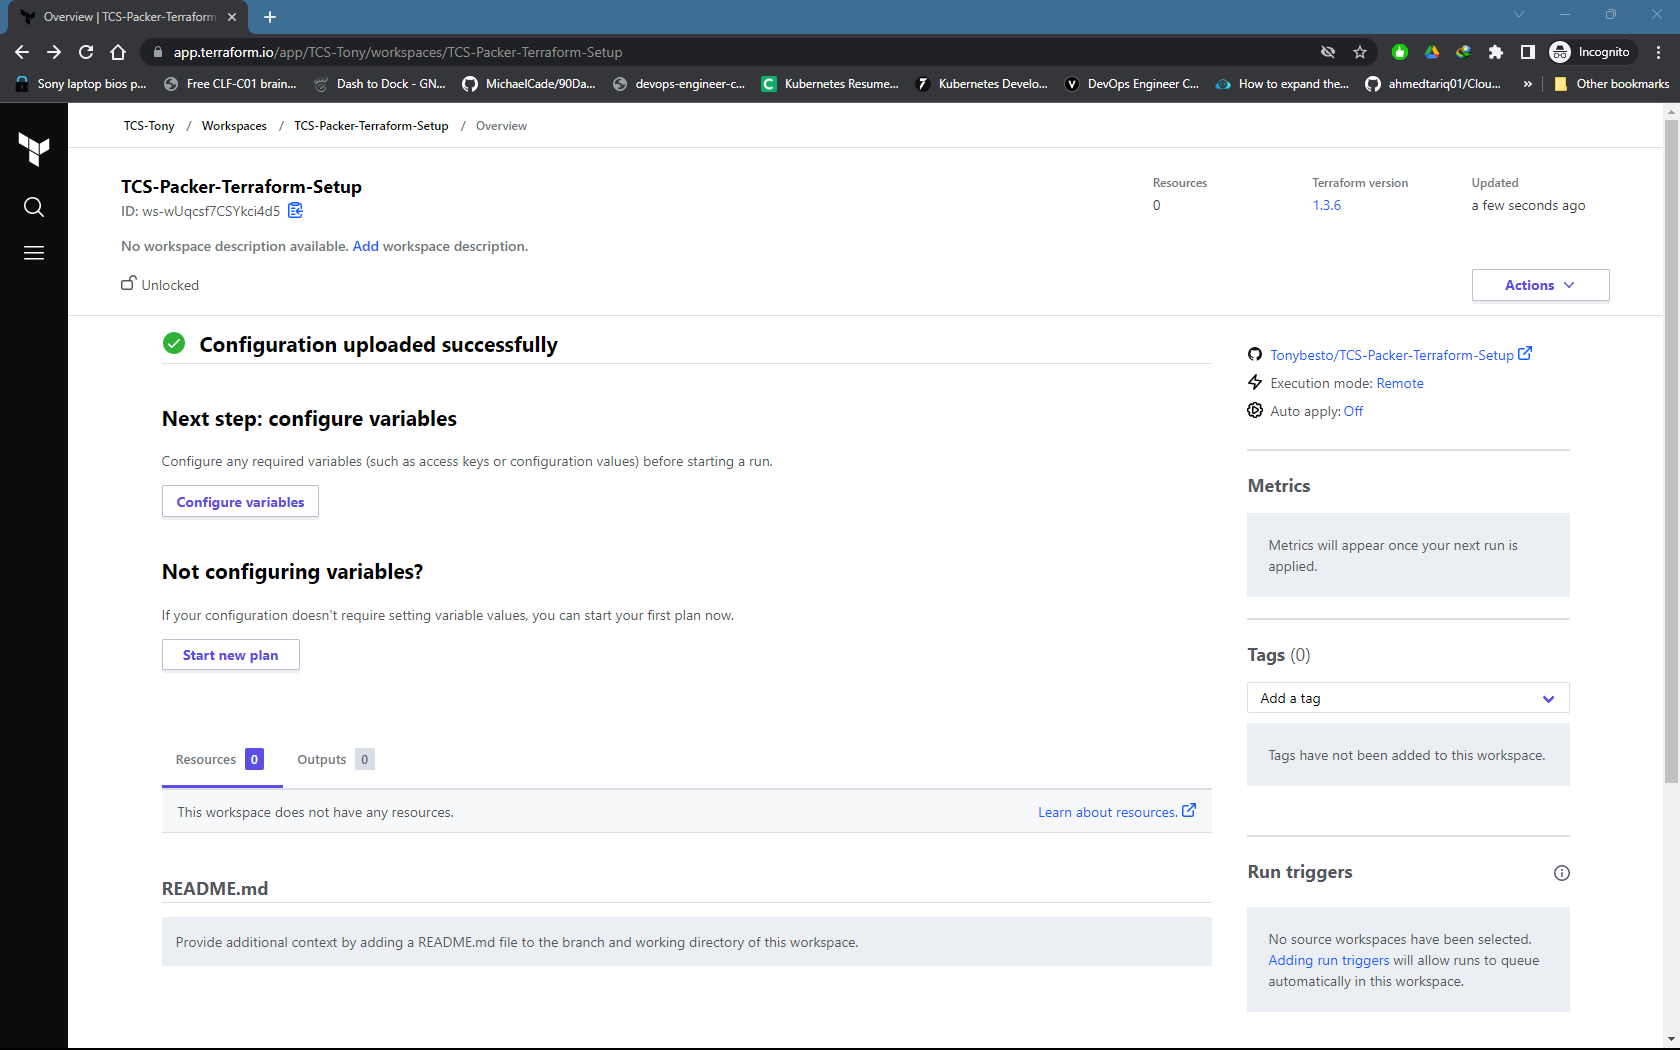 Overview | TCS-Packer-Terraform
app.terraform.io/app/TCS-Tony/workspaces/TCS-Packer-Terraform-Setup
Incognito
Sony laptop bios p...
Free CLF-C01 brain...
Dash to Dock - GN...
MichaelCade/90Da...
devops-engineer-c...
Kubernetes Resume...
Kubernetes Develo...
DevOps Engineer C...
How to expand the...
ahmedtariq01/Clou...
»
Other bookmarks
TCS-Tony / Workspaces / TCS-Packer-Terraform-Setup / Overview
TCS-Packer-Terraform-Setup
ID: ws-wUqcsf7CSYkci4d5
No workspace description available. Add workspace description.
Unlocked
Resources
0
Terraform version
1.3.6
Updated
a few seconds ago
Actions
Configuration uploaded successfully
Next step: configure variables
Configure any required variables (such as access keys or configuration values) before starting a run.
Configure variables
Not configuring variables?
If your configuration doesn't require setting variable values, you can start your first plan now.
Start new plan
Resources 0
Outputs 0
This workspace does not have any resources.
Learn about resources.
README.md
Provide additional context by adding a README.md file to the branch and working directory of this workspace.
Tonybesto/TCS-Packer-Terraform-Setup
Execution mode: Remote
Auto apply: Off
Metrics
Metrics will appear once your next run is
applied.
Tags (0)
Add a tag
Tags have not been added to this workspace.
Run triggers
No source workspaces have been selected.
Adding run triggers will allow runs to queue
automatically in this workspace.